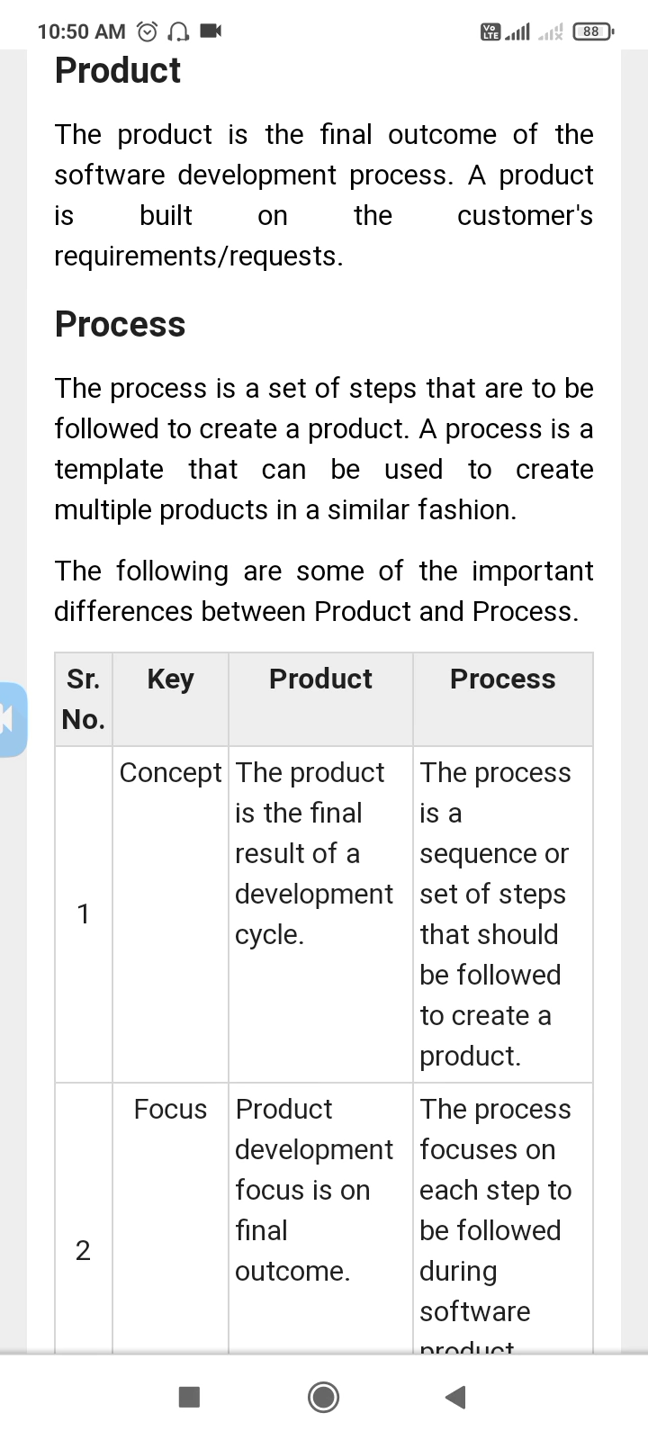 10:50 AM
Vo LTE
88
Product
The product is the final outcome of the
software development process. A product
is built on the customer's
requirements/requests.
Process
The process is a set of steps that are to be
followed to create a product. A process is a
template that can be used to create
multiple products in a similar fashion.
The following are some of the important
differences between Product and Process.
Sr. No.
Key
Product
Process
1
Concept
The product
is the final
result of a
development
cycle.
The process
is a
sequence or
set of steps
that should
be followed
to create a
product.
2
Focus
Product
development
focus is on
final
outcome.
The process
focuses on
each step to
be followed
during
software
product